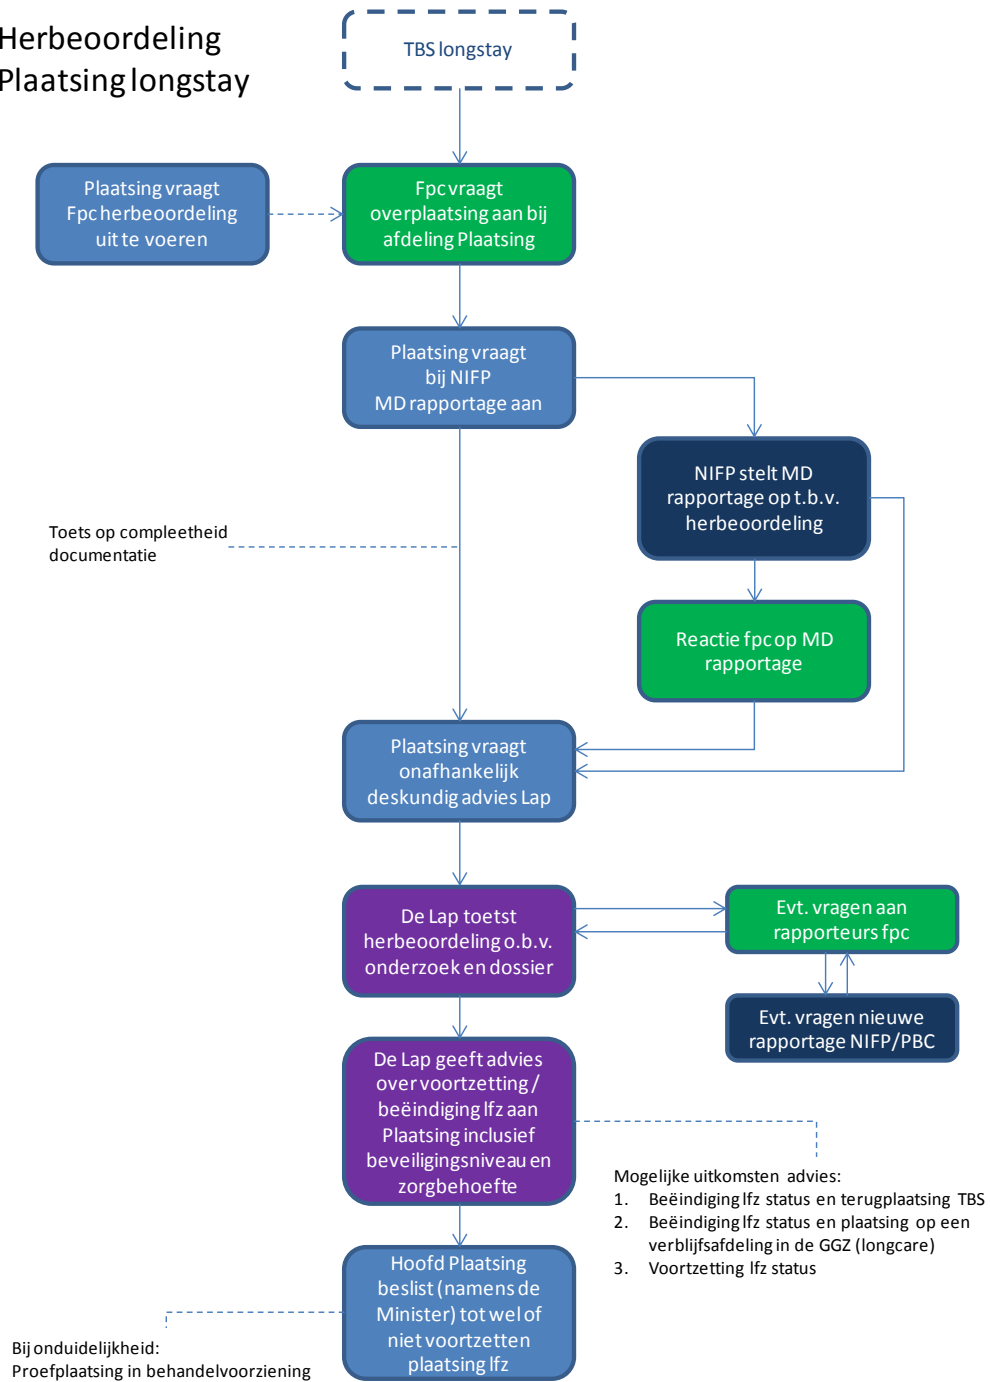 Herbeoordeling
Plaatsing longstay
TBS longstay
Plaatsing vraagt
Fpc herbeoordeling
uit te voeren
Fpc vraagt
overplaatsing aan bij
afdeling Plaatsing
Plaatsing vraagt
bij NIFP
MD rapportage aan
NIFP stelt MD
rapportage op t.b.v.
herbeoordeling
Toets op compleetheid
documentatie
Reactie fpc op MD
rapportage
Plaatsing vraagt
onafhankelijk
deskundig advies Lap
De Lap toetst
herbeoordeling o.b.v.
onderzoek en dossier
Evt. vragen aan
rapporteurs fpc
Evt. vragen nieuwe
rapportage NIFP/PBC
De Lap geeft advies
over voortzetting /
beëindiging lfz aan
Plaatsing inclusief
beveiligingsniveau en
zorgbehoefte
Mogelijke uitkomsten advies:
1. Beëindiging lfz status en terugplaatsing TBS
2. Beëindiging lfz status en plaatsing op een
verblijfsafdeling in de GGZ (longcare)
3. Voortzetting lfz status
Hoofd Plaatsing
beslist (namens de
Minister) tot wel of
niet voortzetten
plaatsing lfz
Bij onduidelijkheid:
Proefplaatsing in behandelvoorziening